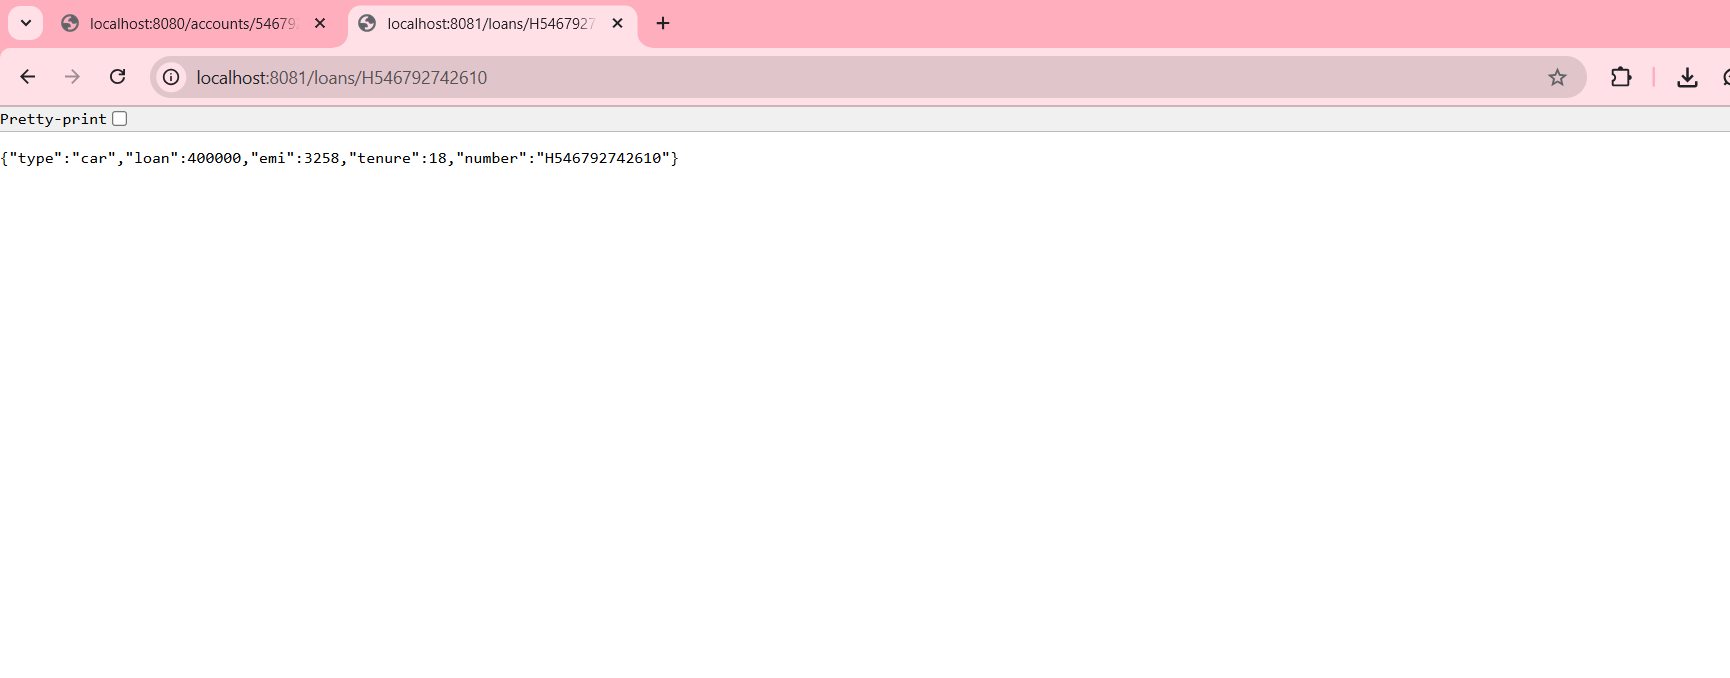 localhost:8080/accounts/54679
localhost:8081/loans/H5467927
localhost:8081/loans/H546792742610
Pretty-print
{"type":"car","loan":400000,"emi":3258,"tenure":18,"number":"H546792742610"}